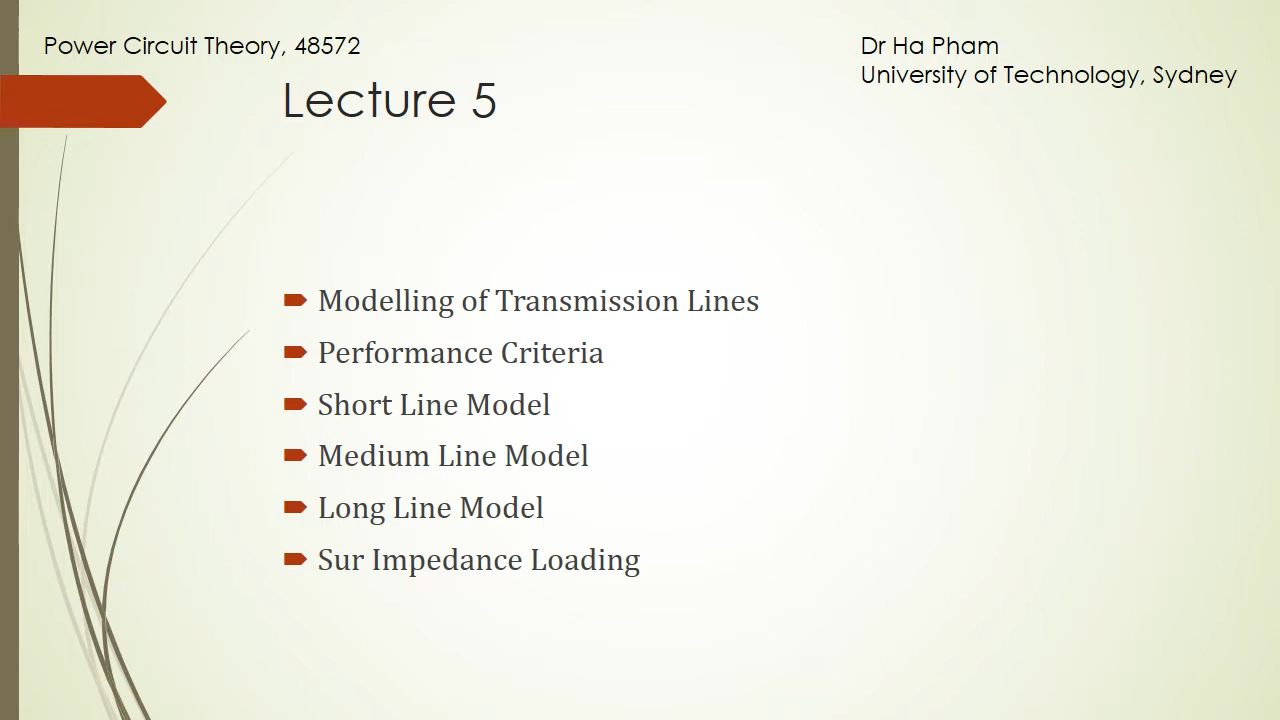 Power Circuit Theory, 48572
Dr Ha Pham
University of Technology, Sydney
Lecture 5
Modelling of Transmission Lines
Performance Criteria
Short Line Model
Medium Line Model
Long Line Model
Sur Impedance Loading